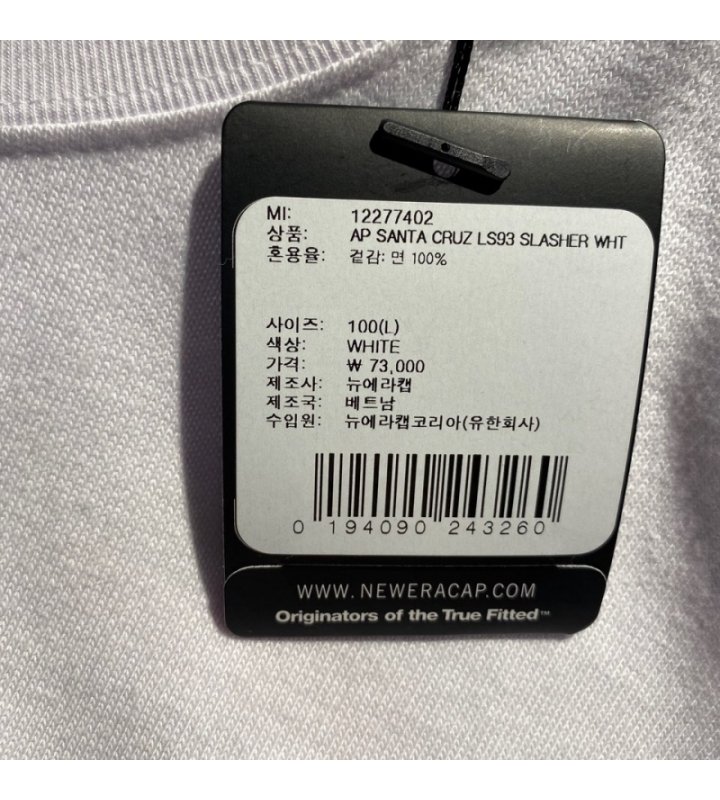 MI: 12277402
상품: AP SANTA CRUZ LS93 SLASHER WHT
혼용율: 겉감: 면 100%
사이즈: 100(L)
색상: WHITE
가격: ₩ 73,000
제조사: 뉴에라캡
제조국: 베트남
수입원: 뉴에라캡코리아(유한회사)
0 194090 243260
WWW.NEWERACAP.COM
Originators of the True Fitted™